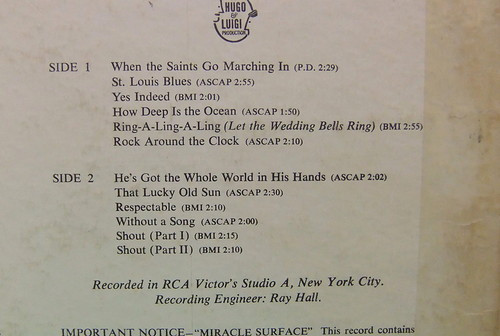 HUGO
&
LUIGI
PRODUCTION
SIDE 1 When the Saints Go Marching In (P.D. 2:29)
St. Louis Blues (ASCAP 2:55)
Yes Indeed (BMI 2:01)
How Deep Is the Ocean (ASCAP 1:50)
Ring-A-Ling-A-Ling (Let the Wedding Bells Ring) (BMI 2:55)
Rock Around the Clock (ASCAP 2:10)
SIDE 2 He's Got the Whole World in His Hands (ASCAP 2:02)
That Lucky Old Sun (ASCAP 2:30)
Respectable (BMI 2:10)
Without a Song (ASCAP 2:00)
Shout (Part I) (BMI 2:15)
Shout (Part II) (BMI 2:10)
Recorded in RCA Victor's Studio A, New York City.
Recording Engineer: Ray Hall.
IMPORTANT NOTICE–"MIRACLE SURFACE" This record contains